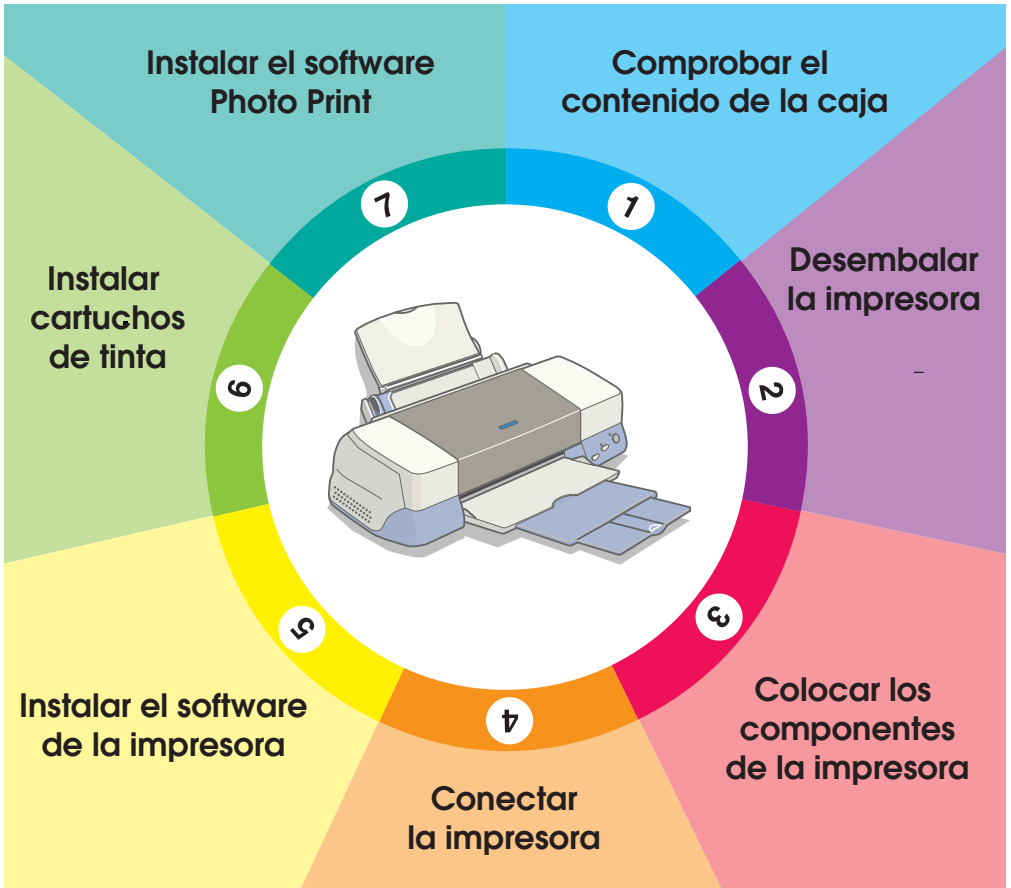 1
Comprobar el
contenido de la caja
2
Desembalar
la impresora
3
Colocar los
componentes
de la impresora
4
Conectar
la impresora
5
Instalar el software
de la impresora
6
Instalar
cartuchos
de tinta
7
Instalar el software
Photo Print